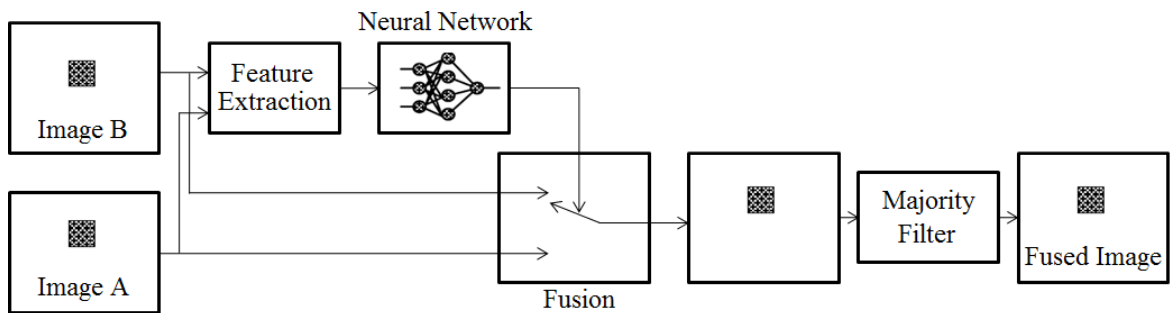 Neural Network
Image B
Feature
Extraction
Image A
Fusion
Majority
Filter
Fused Image